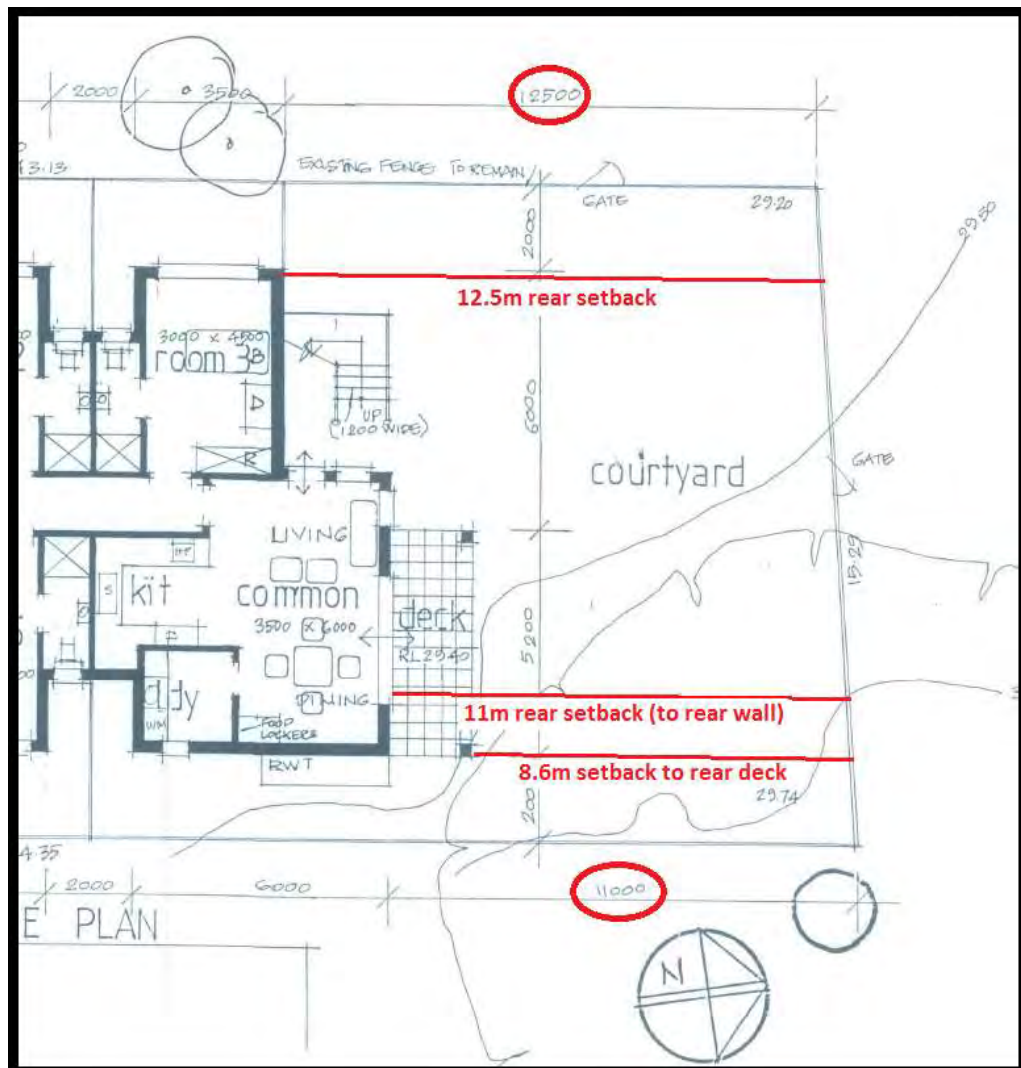 2000
3500
12500
3.13
EXISTING FENCE TO REMAIN
GATE
29.20
29.50
2000
12.5m rear setback
3000 x 4500
room 3B
D
R
UP
(1200 WIDE)
6000
courtyard
GATE
LIVING
kit
S
common
3500 x 6000
deck
RL 29.40
15.29
5200
DINING
ldy
WM
FOOD
LOCKERS
RWT
11m rear setback (to rear wall)
8.6m setback to rear deck
29.74
4.35
2000
6000
11000
E PLAN
N